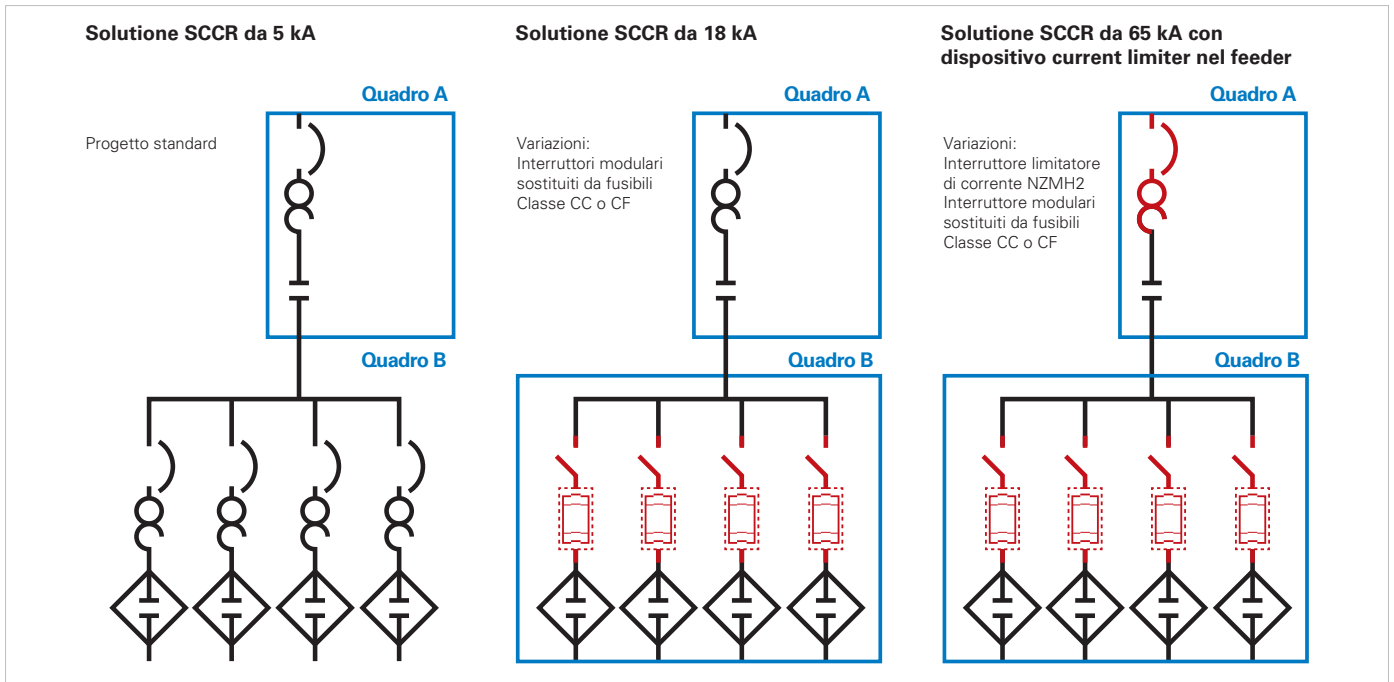 Solutione SCCR da 5 kA
Quadro A
Progetto standard
Quadro B
Solutione SCCR da 18 kA
Quadro A
Variazioni:
Interruttori modulari
sostituiti da fusibili
Classe CC o CF
Quadro B
Solutione SCCR da 65 kA con
dispositivo current limiter nel feeder
Quadro A
Variazioni:
Interruttore limitatore
di corrente NZMH2
Interruttore modulari
sostituiti da fusibili
Classe CC o CF
Quadro B